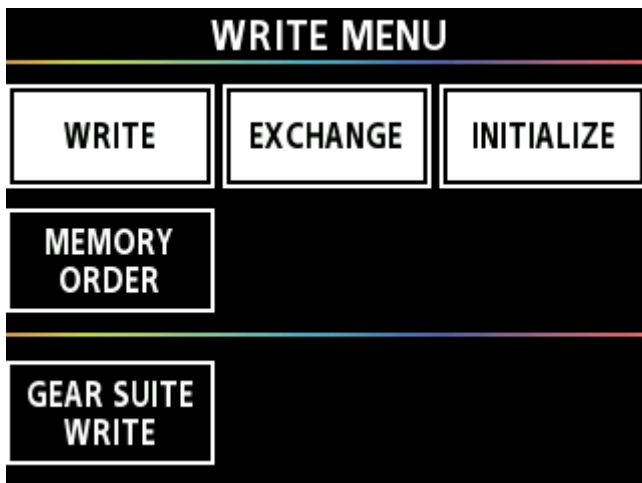 WRITE MENU
WRITE EXCHANGE INITIALIZE
MEMORY
ORDER
GEAR SUITE
WRITE